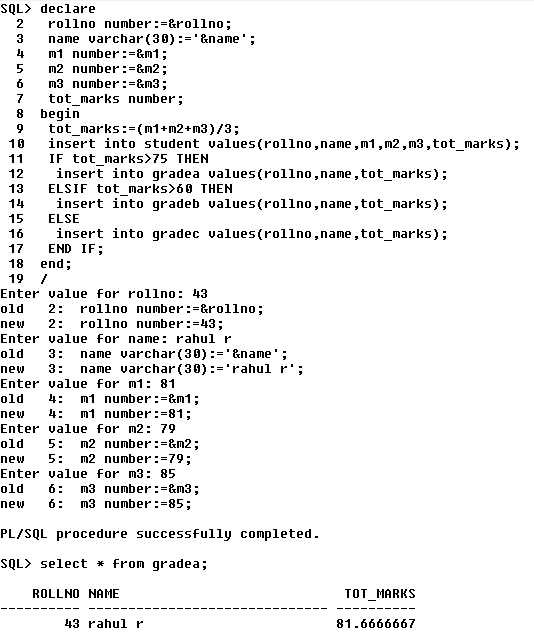 SQL> declare
  2   rollno number:=&rollno;
  3   name varchar(30):='&name';
  4   m1 number:=&m1;
  5   m2 number:=&m2;
  6   m3 number:=&m3;
  7   tot_marks number;
  8  begin
  9   tot_marks:=(m1+m2+m3)/3;
 10   insert into student values(rollno,name,m1,m2,m3,tot_marks);
 11   IF tot_marks>75 THEN
 12    insert into gradea values(rollno,name,tot_marks);
 13   ELSIF tot_marks>60 THEN
 14    insert into gradeb values(rollno,name,tot_marks);
 15   ELSE
 16    insert into gradec values(rollno,name,tot_marks);
 17   END IF;
 18  end;
 19  /
Enter value for rollno: 43
old   2:  rollno number:=&rollno;
new   2:  rollno number:=43;
Enter value for name: rahul r
old   3:  name varchar(30):='&name';
new   3:  name varchar(30):='rahul r';
Enter value for m1: 81
old   4:  m1 number:=&m1;
new   4:  m1 number:=81;
Enter value for m2: 79
old   5:  m2 number:=&m2;
new   5:  m2 number:=79;
Enter value for m3: 85
old   6:  m3 number:=&m3;
new   6:  m3 number:=85;
PL/SQL procedure successfully completed.
SQL> select * from gradea;
    ROLLNO NAME                            TOT_MARKS
---------- ------------------------------ ----------
        43 rahul r                        81.6666667